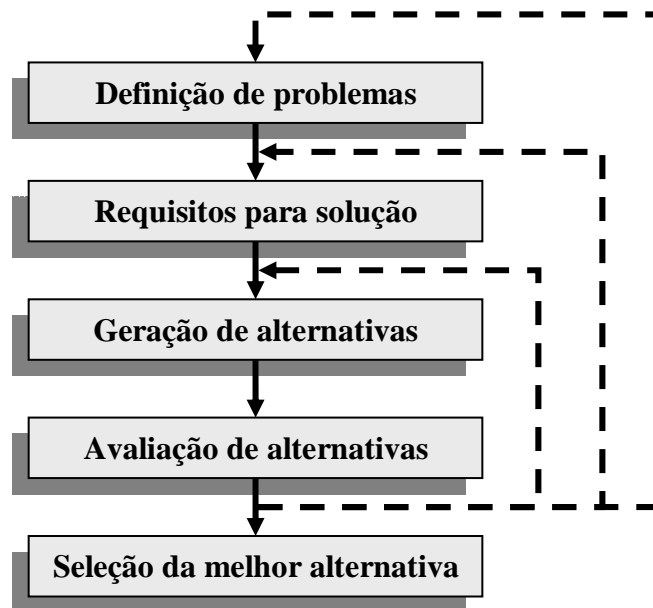 Definição de problemas
Requisitos para solução
Geração de alternativas
Avaliação de alternativas
Seleção da melhor alternativa